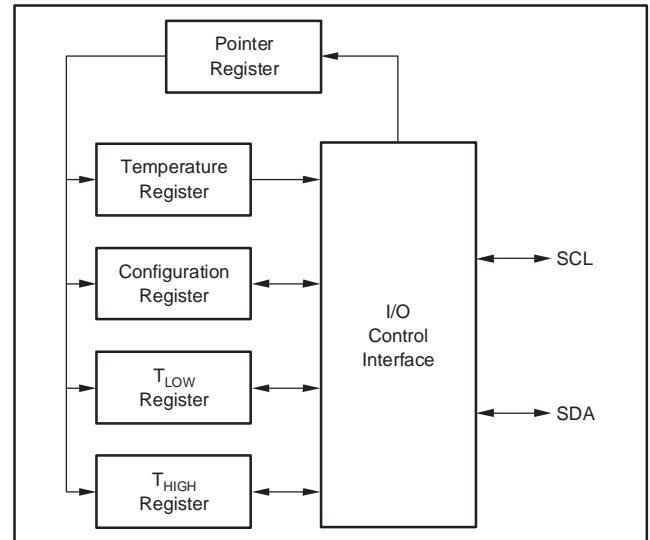 Pointer
Register
Temperature
Register
Configuration
Register
TLOW
Register
THIGH
Register
I/O
Control
Interface
SCL
SDA